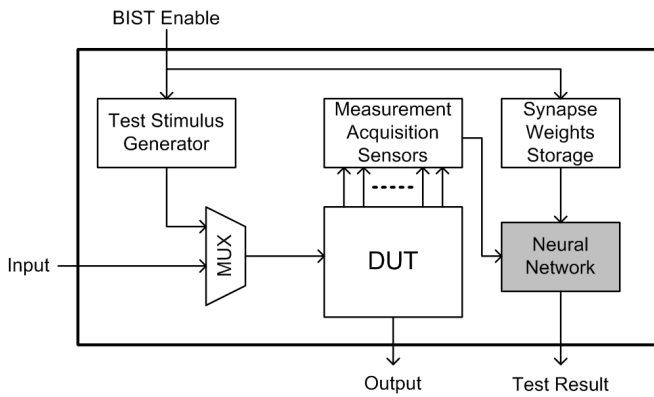 BIST Enable
Test Stimulus
Generator
Measurement
Acquisition
Sensors
Synapse
Weights
Storage
MUX
Input
DUT
Neural
Network
Output
Test Result